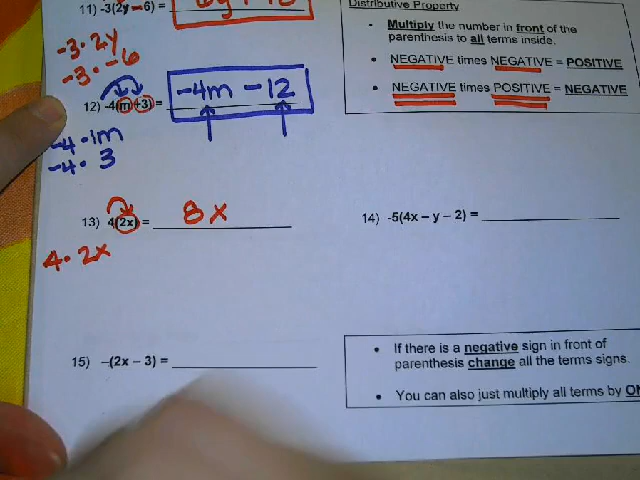 11) -3(2y - 6) =
-3 · 2y
-3 · -6
12) -4(m+3) = -4m - 12
-4 · 1m
-4 · 3
13) 4(2x) = 8x
4 · 2x
15) –(2x – 3) =
Distributive Property
• Multiply the number in front of the
parenthesis to all terms inside.
• NEGATIVE times NEGATIVE = POSITIVE
• NEGATIVE times POSITIVE = NEGATIVE
14) -5(4x – y – 2) =
• If there is a negative sign in front of
parenthesis change all the terms signs.
• You can also just multiply all terms by